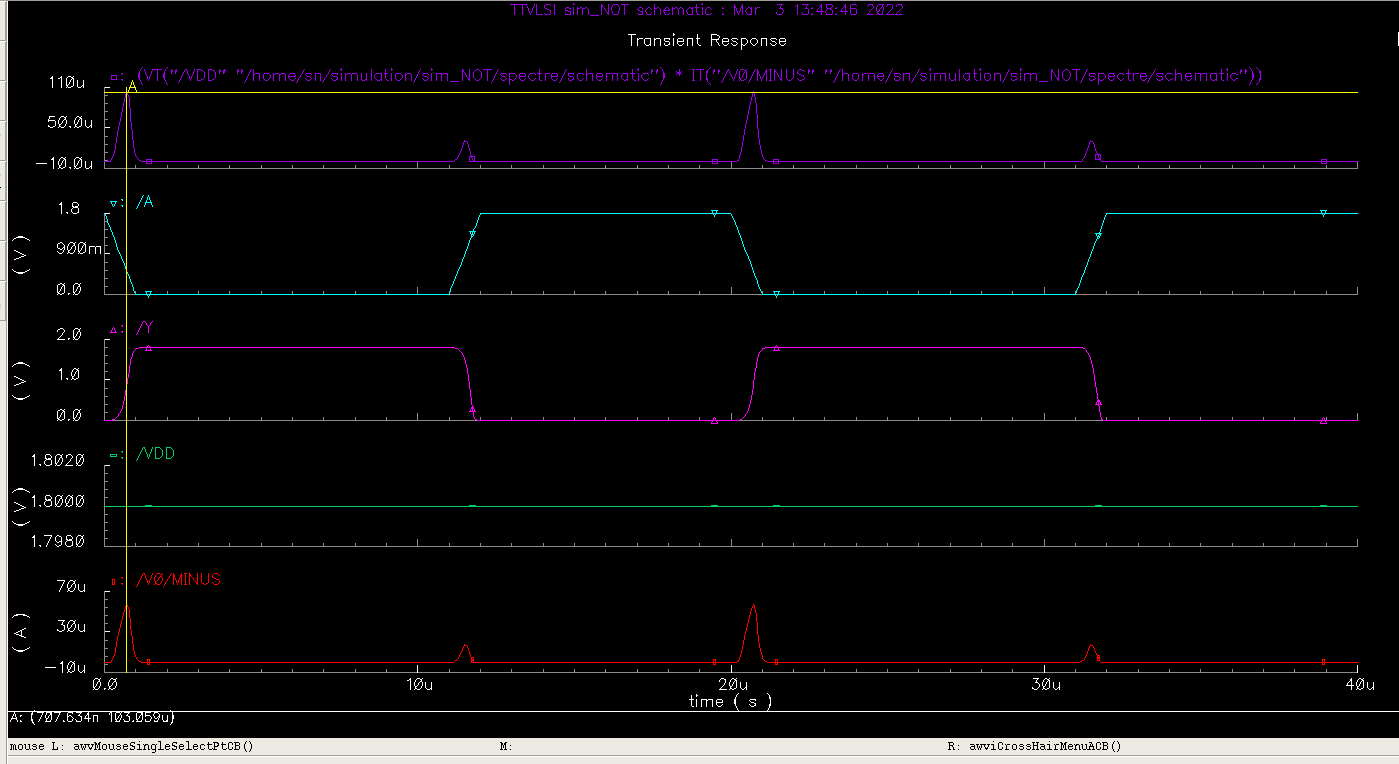 TTVLSI sim_NOT schematic : Mar 3 13:48:46 2022
Transient Response
: (VT("/VDD" "/home/sn/simulation/sim_NOT/spectre/schematic") * IT("/V0/MINUS" "/home/sn/simulation/sim_NOT/spectre/schematic"))
110u
A
50.0u
-10.0u
: /A
1.8
(V)
900m
0.0
: /Y
2.0
(V)
1.0
0.0
: /VDD
1.8020
(V)
1.8000
1.7980
: /V0/MINUS
70u
(A)
30u
-10u
0.0 10u 20u 30u 40u
time ( s )
A: (707.634n 103.059u)
mouse L: awvMouseSingleSelectPtCB() M: R: awviCrossHairMenuACB()